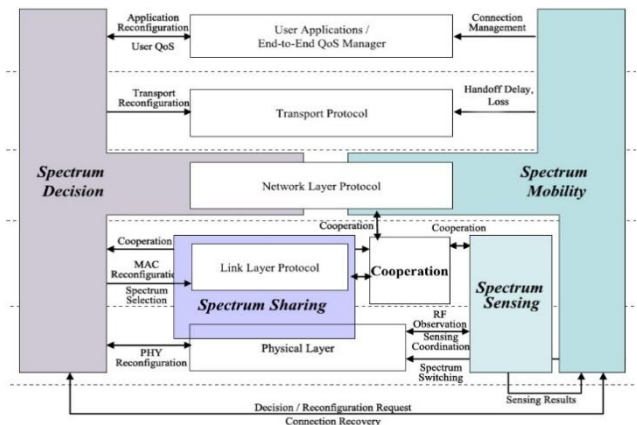 Application
Reconfiguration
User QoS
User Applications /
End-to-End QoS Manager
Connection
Management
Transport
Reconfiguration
Transport Protocol
Handoff Delay,
Loss
Spectrum
Decision
Network Layer Protocol
Spectrum
Mobility
Cooperation
Cooperation
Cooperation
MAC
Reconfiguratio
Spectrum
Selection
Link Layer Protocol
Spectrum Sharing
Cooperation
Spectrum
Sensing
PHY
Reconfiguration
Physical Layer
RF
Observation
Sensing
Coordination
Spectrum
Switching
Sensing Results
Decision / Reconfiguration Request
Connection Recovery